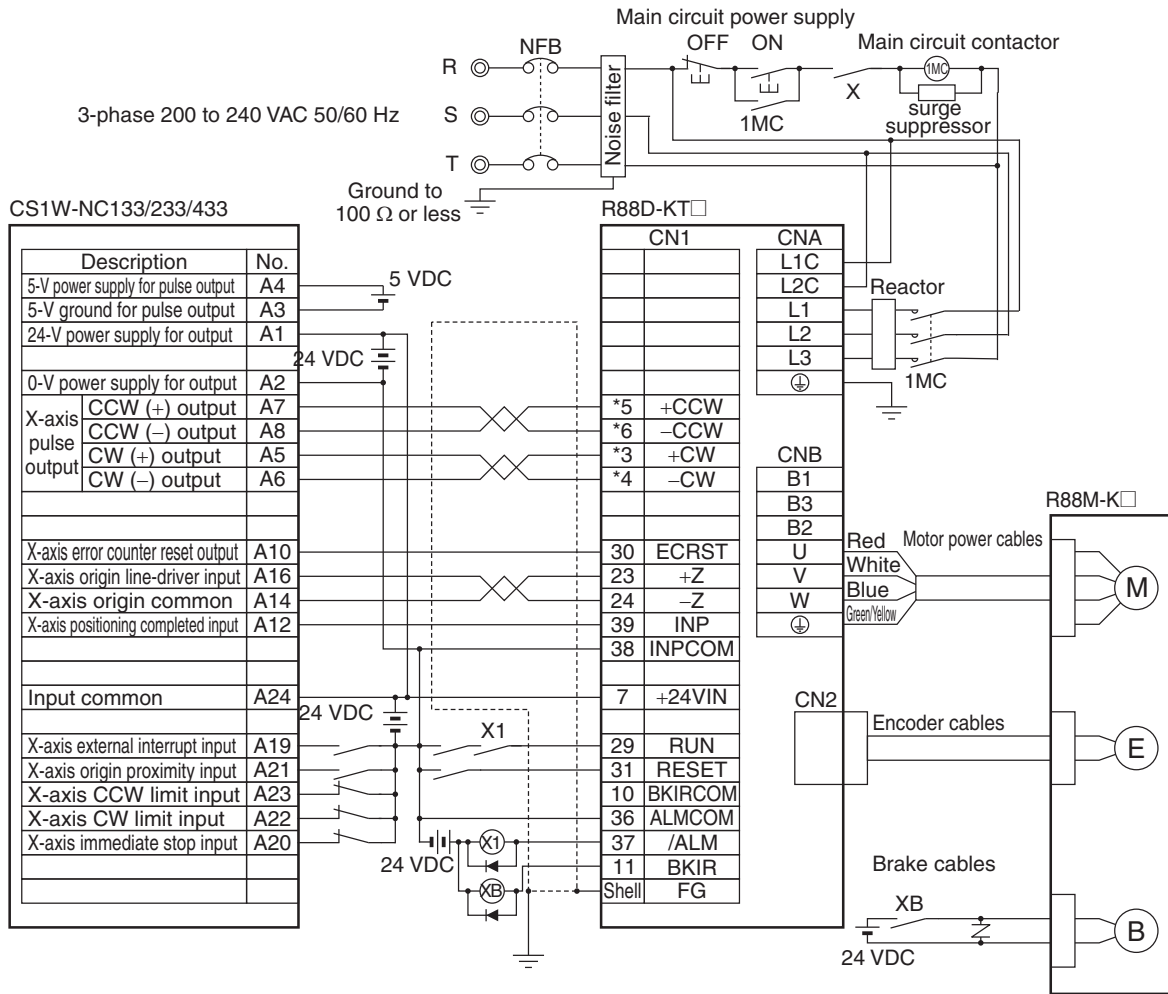 Main circuit power supply
OFF ON Main circuit contactor
NFB
R
1MC
Noise filter
X
surge
suppressor
3-phase 200 to 240 VAC 50/60 Hz
S
1MC
T
Ground to
100 Ω or less
CS1W-NC133/233/433
R88D-KT□
CN1 CNA
Description No.
L1C
5-V power supply for pulse output A4
5 VDC
L2C
Reactor
5-V ground for pulse output A3
L1
24-V power supply for output A1
L2
24 VDC
L3
1MC
0-V power supply for output A2
X-axis pulse output
CCW (+) output A7
*5 +CCW
CCW (−) output A8
*6 −CCW
CW (+) output A5
*3 +CW
CNB
CW (−) output A6
*4 −CW
B1
B3
B2
R88M-K□
X-axis error counter reset output A10
30 ECRST
U
Red
Motor power cables
X-axis origin line-driver input A16
23 +Z
V
White
X-axis origin common A14
24 −Z
W
Blue
M
X-axis positioning completed input A12
39 INP
Green/Yellow
38 INPCOM
Input common A24
24 VDC
7 +24VIN
CN2
Encoder cables
X-axis external interrupt input A19
X1
29 RUN
E
X-axis origin proximity input A21
31 RESET
X-axis CCW limit input A23
10 BKIRCOM
X-axis CW limit input A22
36 ALMCOM
X-axis immediate stop input A20
X1
37 /ALM
24 VDC
11 BKIR
Brake cables
XB
Shell FG
XB
B
24 VDC